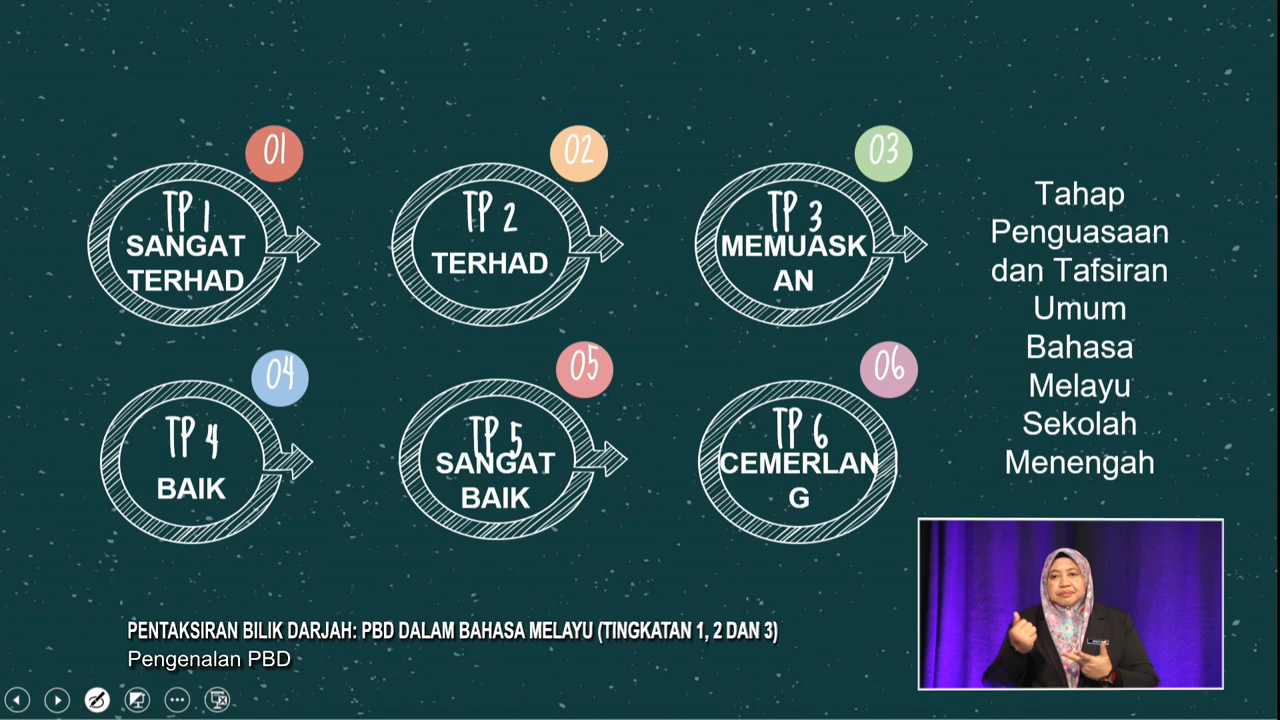 01
TP 1
SANGAT
TERHAD
02
TP 2
TERHAD
03
TP 3
MEMUASK
AN
04
TP 4
BAIK
05
TP 5
SANGAT
BAIK
06
TP 6
CEMERLAN
G
Tahap
Penguasaan
dan Tafsiran
Umum
Bahasa
Melayu
Sekolah
Menengah
PENTAKSIRAN BILIK DARJAH: PBD DALAM BAHASA MELAYU (TINGKATAN 1, 2 DAN 3)
Pengenalan PBD